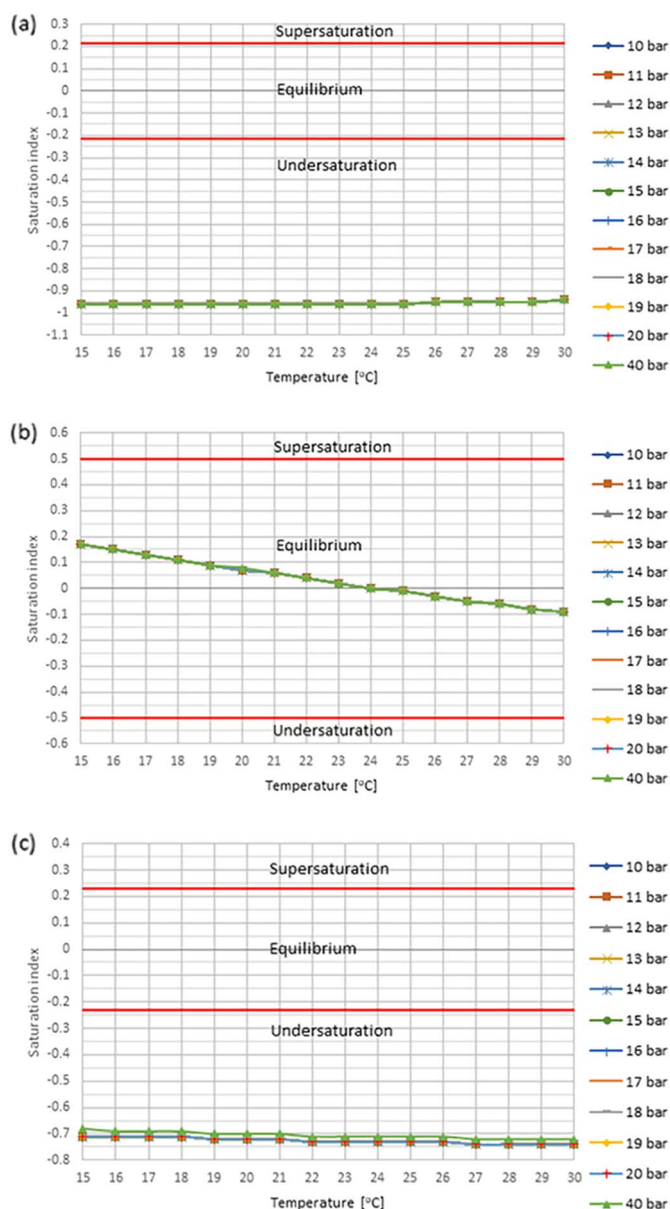 (a)
0.3
0.2
0.1
0
-0.1
-0.2
-0.3
-0.4
-0.5
-0.6
-0.7
-0.8
-0.9
-1
-1.1
Saturation index
Supersaturation
Equilibrium
Undersaturation
15 16 17 18 19 20 21 22 23 24 25 26 27 28 29 30
Temperature [°C]
10 bar
11 bar
12 bar
13 bar
14 bar
15 bar
16 bar
17 bar
18 bar
19 bar
20 bar
40 bar
(b)
0.6
0.5
0.4
0.3
0.2
0.1
0
-0.1
-0.2
-0.3
-0.4
-0.5
-0.6
Saturation index
Supersaturation
Equilibrium
Undersaturation
15 16 17 18 19 20 21 22 23 24 25 26 27 28 29 30
Temperature [°C]
10 bar
11 bar
12 bar
13 bar
14 bar
15 bar
16 bar
17 bar
18 bar
19 bar
20 bar
40 bar
(c)
0.4
0.3
0.2
0.1
0
-0.1
-0.2
-0.3
-0.4
-0.5
-0.6
-0.7
-0.8
Saturation index
Supersaturation
Equilibrium
Undersaturation
15 16 17 18 19 20 21 22 23 24 25 26 27 28 29 30
Temperature [°C]
10 bar
11 bar
12 bar
13 bar
14 bar
15 bar
16 bar
17 bar
18 bar
19 bar
20 bar
40 bar